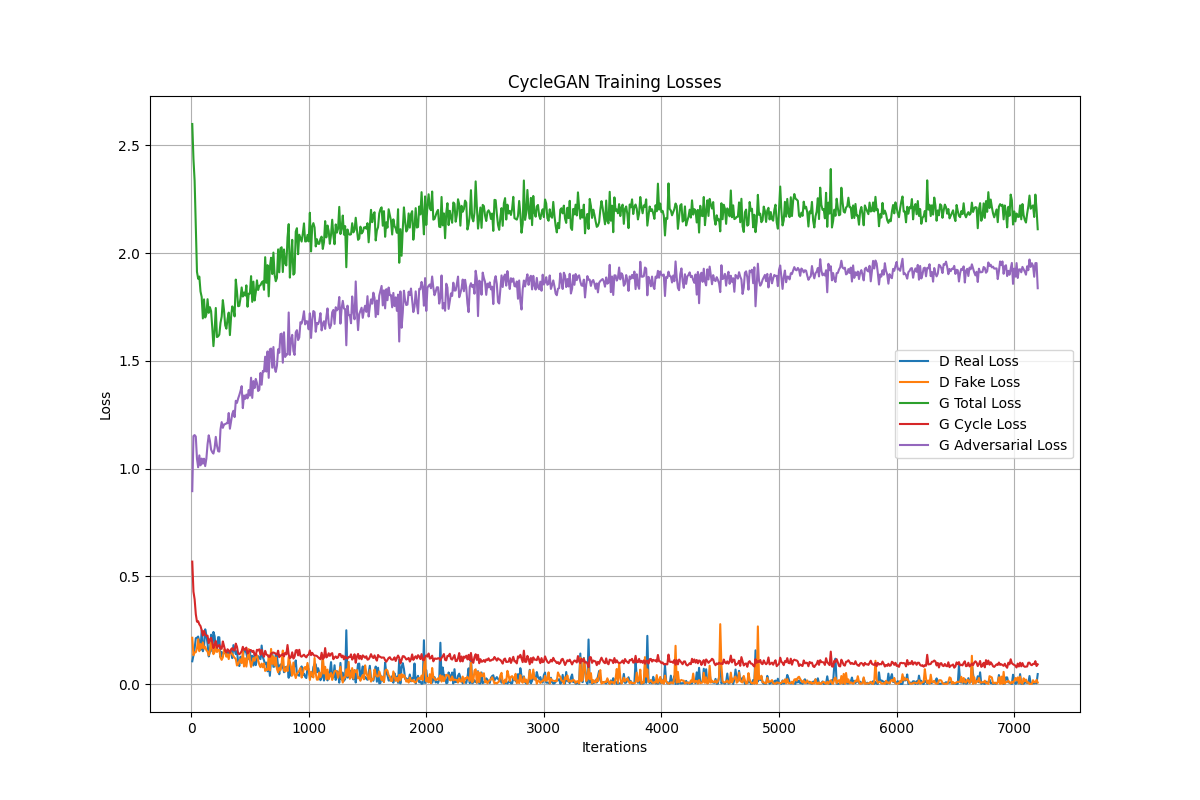 CycleGAN Training Losses
Loss
2.5
2.0
1.5
1.0
0.5
0.0
D Real Loss
D Fake Loss
G Total Loss
G Cycle Loss
G Adversarial Loss
0 1000 2000 3000 4000 5000 6000 7000
Iterations